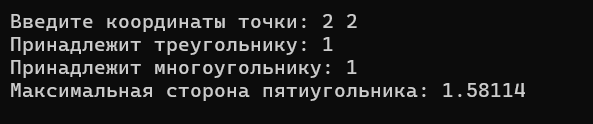 Введите координаты точки: 2 2
Принадлежит треугольнику: 1
Принадлежит многоугольнику: 1
Максимальная сторона пятиугольника: 1.58114